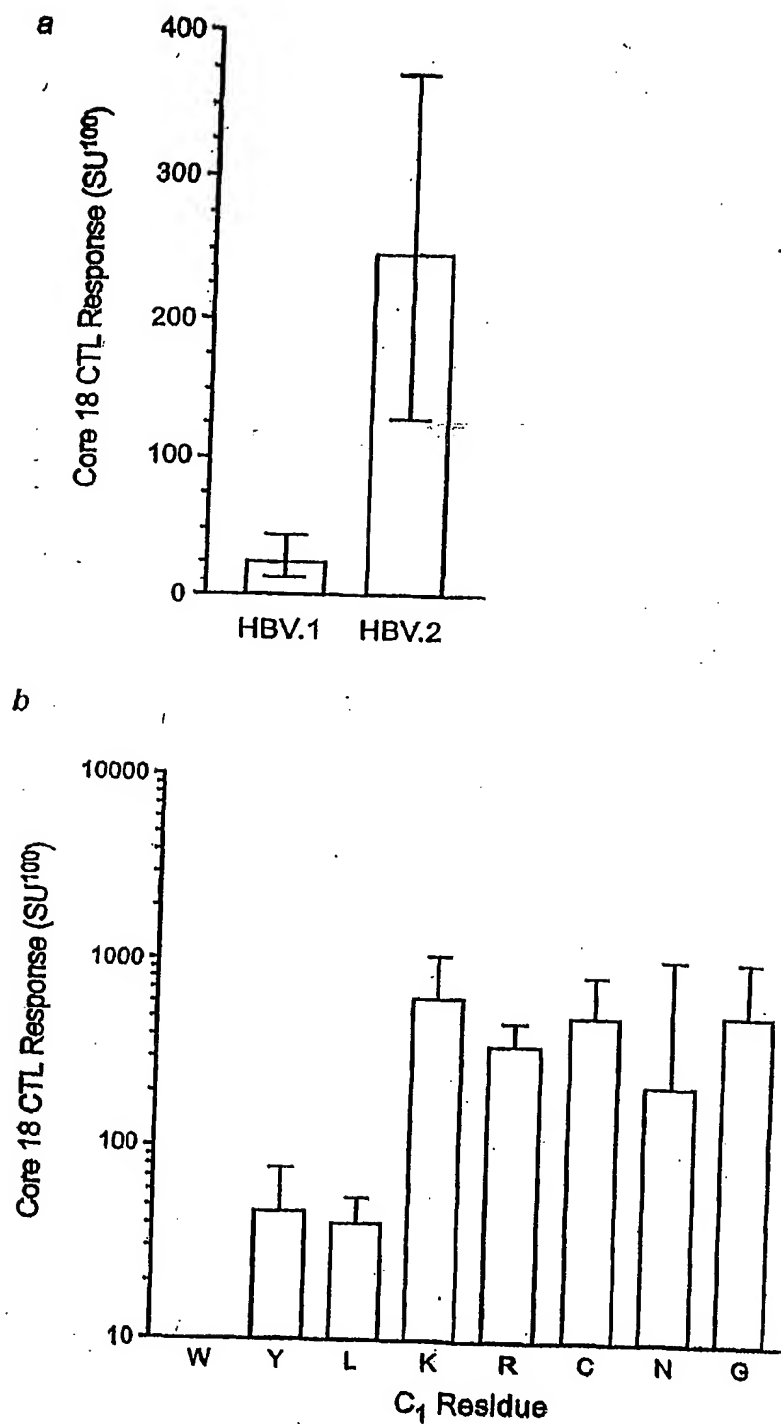 a
Core 18 CTL Response (SU100)
400
300
200
100
0
HBV.1 HBV.2
b
Core 18 CTL Response (SU100)
10000
1000
100
10
W Y L K R C N G
C1 Residue